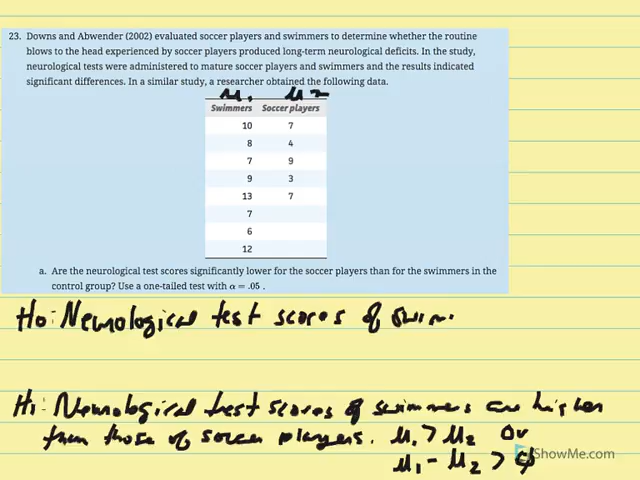 23. Downs and Abwender (2002) evaluated soccer players and swimmers to determine whether the routine
blows to the head experienced by soccer players produced long-term neurological deficits. In the study,
neurological tests were administered to mature soccer players and swimmers and the results indicated
significant differences. In a similar study, a researcher obtained the following data.
μ₁ μ₂
Swimmers Soccer players
10 7
8 4
7 9
9 3
13 7
7
6
12
a. Are the neurological test scores significantly lower for the soccer players than for the swimmers in the
control group? Use a one-tailed test with α = .05 .
Ho: Neurological test scores of swim
H1: Neurological test scores of swimmers are higher
than those of soccer players. μ₁ > μ₂ Or
μ₁ - μ₂ > φ
ShowMe.com